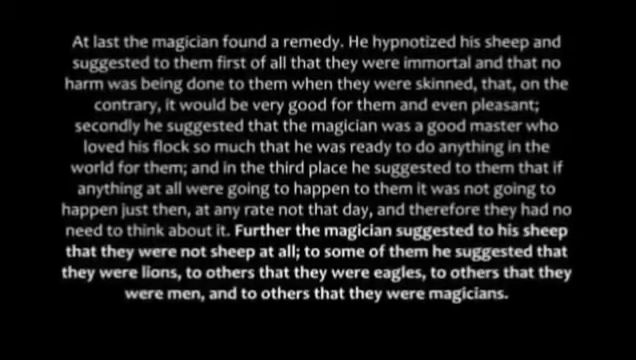 At last the magician found a remedy. He hypnotized his sheep and
suggested to them first of all that they were immortal and that no
harm was being done to them when they were skinned, that, on the
contrary, it would be very good for them and even pleasant;
secondly he suggested that the magician was a good master who
loved his flock so much that he was ready to do anything in the
world for them; and in the third place he suggested to them that if
anything at all were going to happen to them it was not going to
happen just then, at any rate not that day, and therefore they had no
need to think about it. Further the magician suggested to his sheep
that they were not sheep at all; to some of them he suggested that
they were lions, to others that they were eagles, to others that they
were men, and to others that they were magicians.